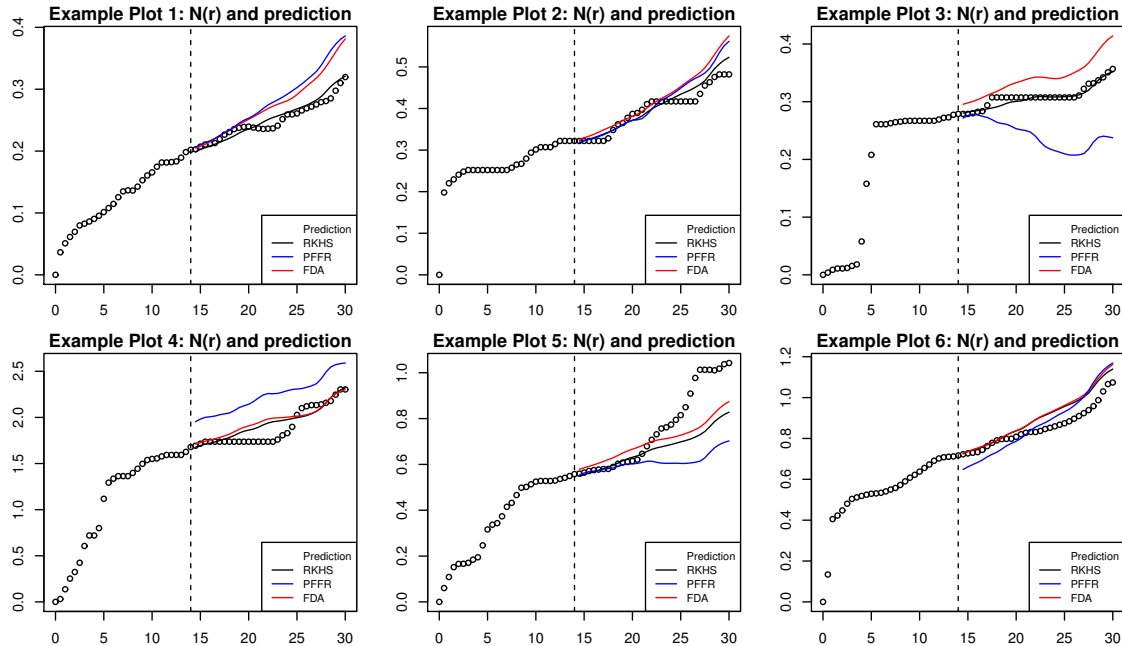 Example Plot 1: N(r) and prediction
0.4
0.3
0.2
0.1
0.0
Prediction
RKHS
PFFR
FDA
0 5 10 15 20 25 30
Example Plot 2: N(r) and prediction
0.5
0.4
0.3
0.2
0.1
0.0
Prediction
RKHS
PFFR
FDA
0 5 10 15 20 25 30
Example Plot 3: N(r) and prediction
0.4
0.3
0.2
0.1
0.0
Prediction
RKHS
PFFR
FDA
0 5 10 15 20 25 30
Example Plot 4: N(r) and prediction
2.5
2.0
1.5
1.0
0.5
0.0
Prediction
RKHS
PFFR
FDA
0 5 10 15 20 25 30
Example Plot 5: N(r) and prediction
1.0
0.8
0.6
0.4
0.2
0.0
Prediction
RKHS
PFFR
FDA
0 5 10 15 20 25 30
Example Plot 6: N(r) and prediction
1.2
1.0
0.8
0.6
0.4
0.2
0.0
Prediction
RKHS
PFFR
FDA
0 5 10 15 20 25 30